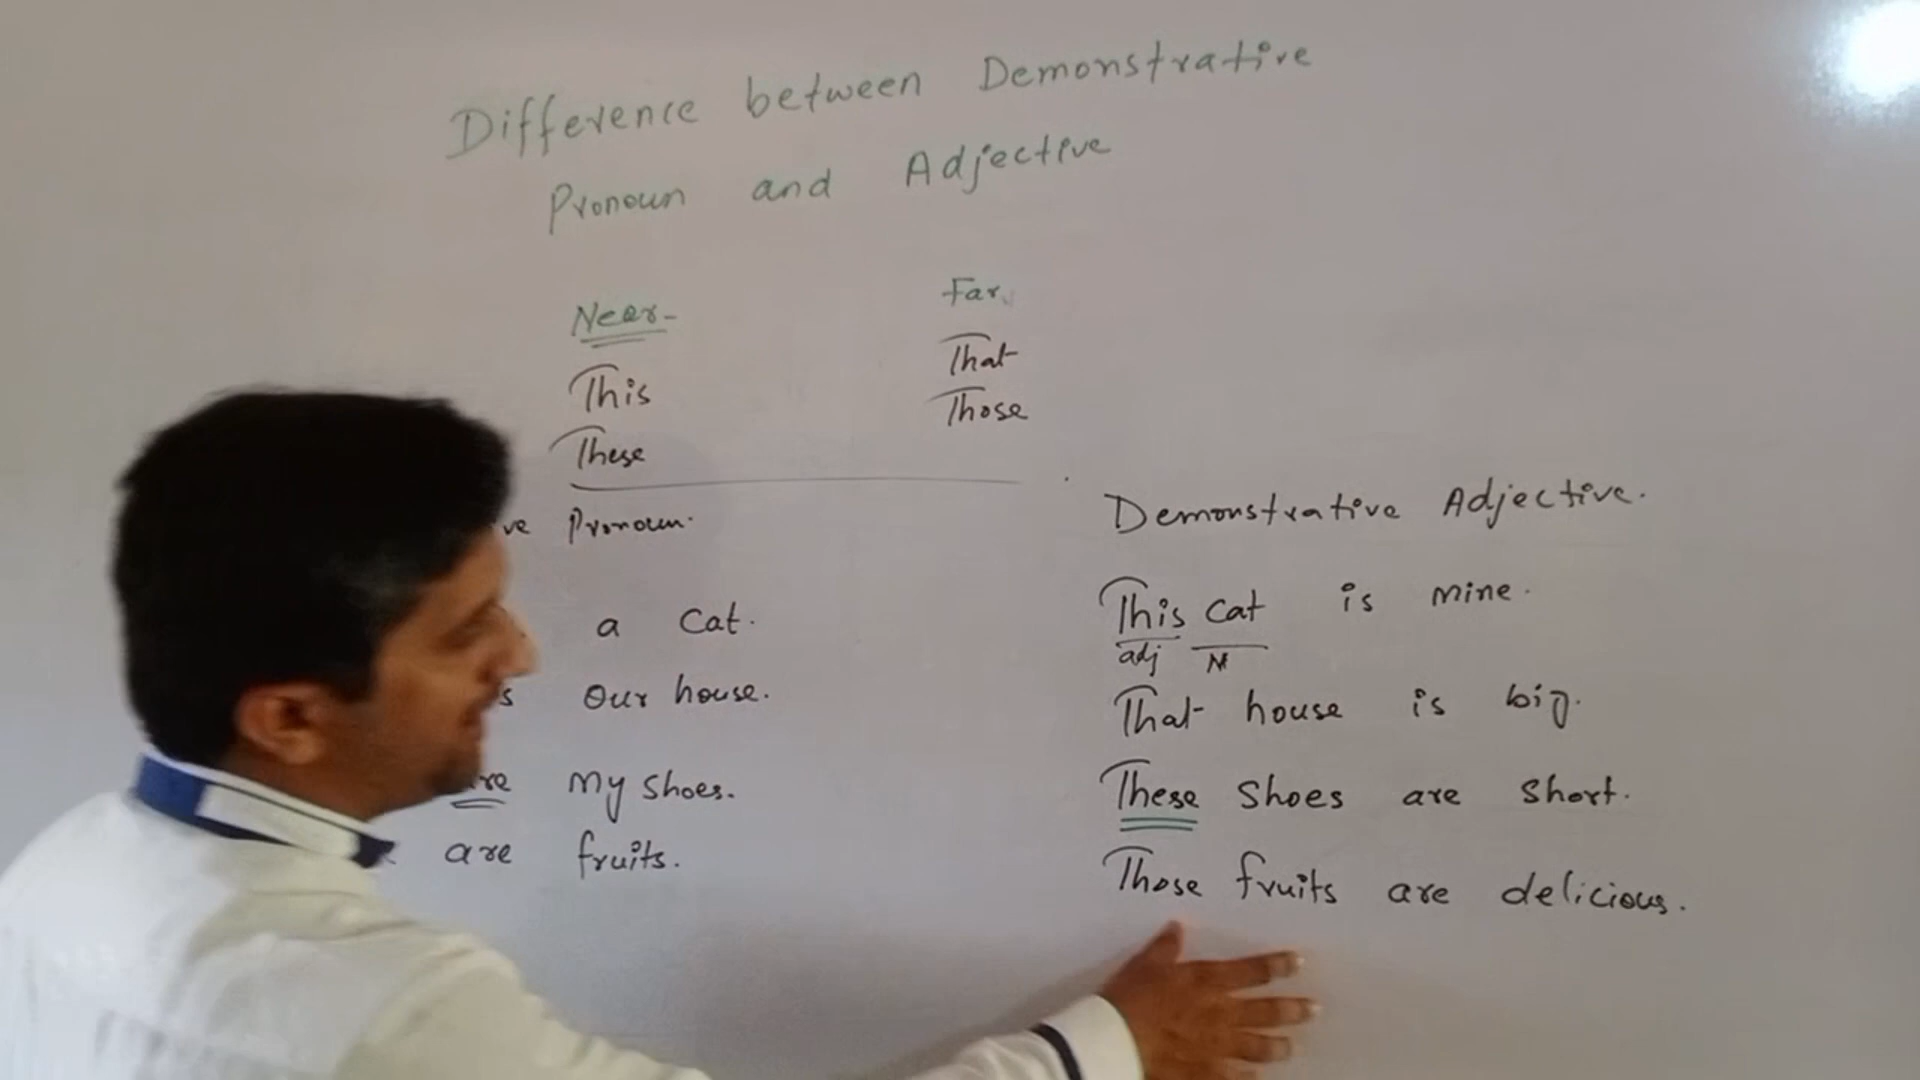 Difference between Demonstrative
Pronoun and Adjective
Near Far
This That
These Those
ve Pronoun.
a Cat.
s Our house.
re my shoes.
are fruits.
Demonstrative Adjective.
This Cat is mine.
adj N
That house is big.
These Shoes are Short.
Those fruits are delicious.